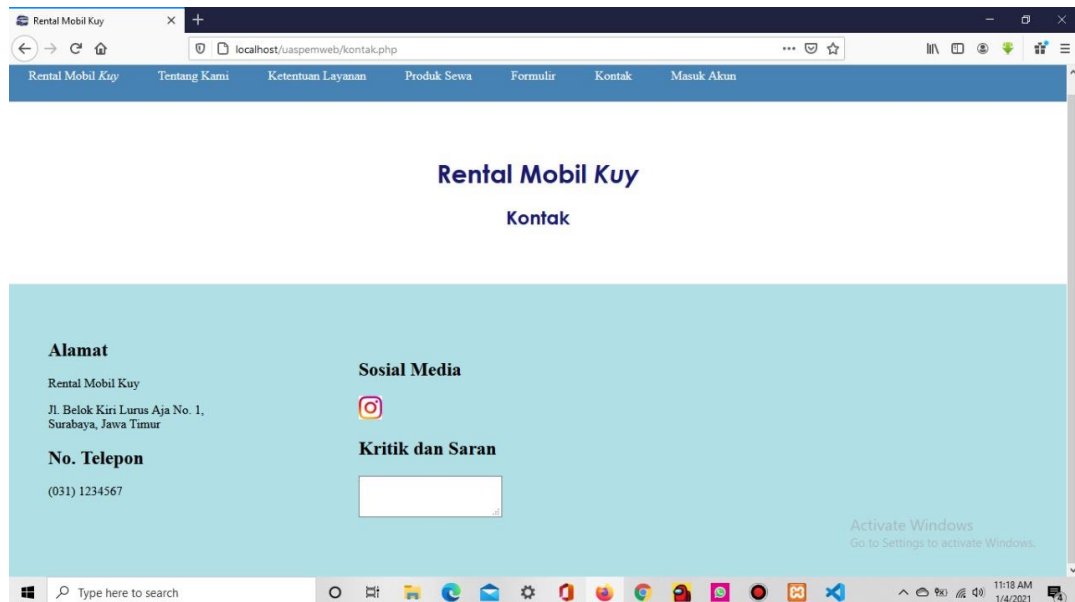 Rental Mobil Kuy
localhost/uaspemweb/kontak.php
Rental Mobil Kuy Tentang Kami Ketentuan Layanan Produk Sewa Formulir Kontak Masuk Akun
Rental Mobil Kuy
Kontak
Alamat
Rental Mobil Kuy
Jl. Belok Kiri Lurus Aja No. 1,
Surabaya, Jawa Timur
No. Telepon
(031) 1234567
Sosial Media
Kritik dan Saran
Activate Windows
Go to Settings to activate Windows.
Type here to search
11:18 AM
1/4/2021